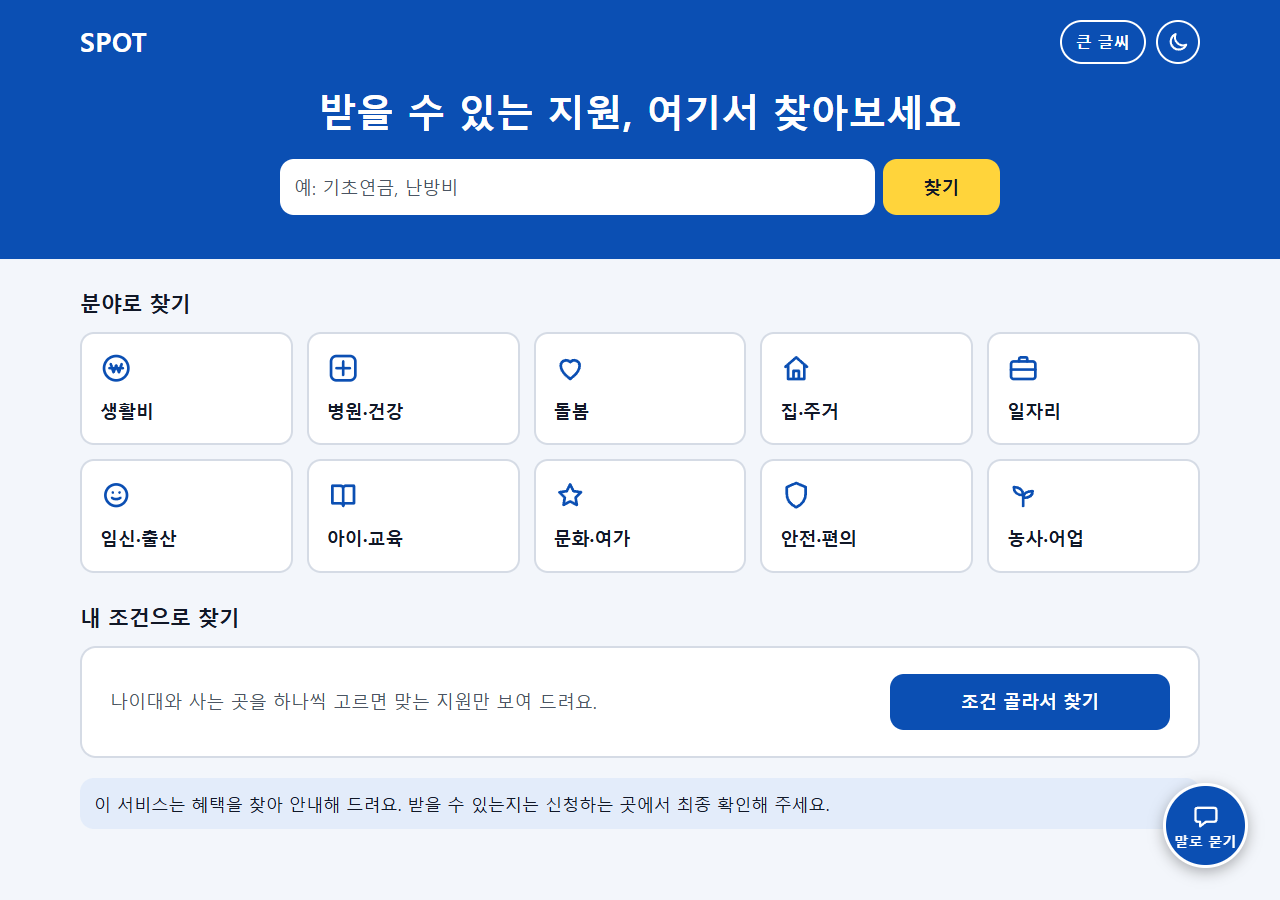 SPOT
큰 글씨
받을 수 있는 지원, 여기서 찾아보세요
예: 기초연금, 난방비
찾기
분야로 찾기
생활비
병원·건강
돌봄
집·주거
일자리
임신·출산
아이·교육
문화·여가
안전·편의
농사·어업
내 조건으로 찾기
나이대와 사는 곳을 하나씩 고르면 맞는 지원만 보여 드려요.
조건 골라서 찾기
이 서비스는 혜택을 찾아 안내해 드려요. 받을 수 있는지는 신청하는 곳에서 최종 확인해 주세요.
말로 묻기